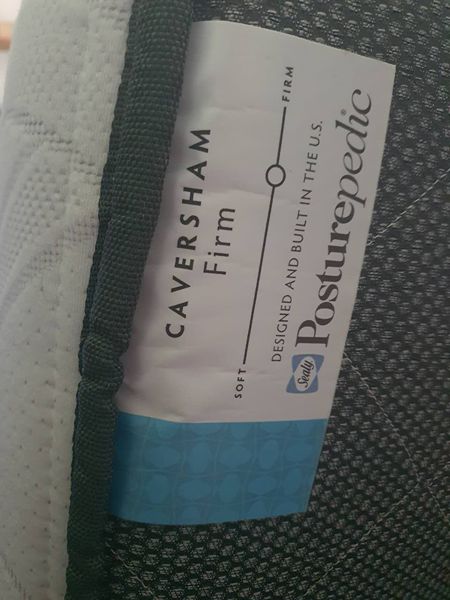 CAVERSHAM
Firm
SOFT FIRM
DESIGNED AND BUILT IN THE U.S.
Sealy Posturepedic